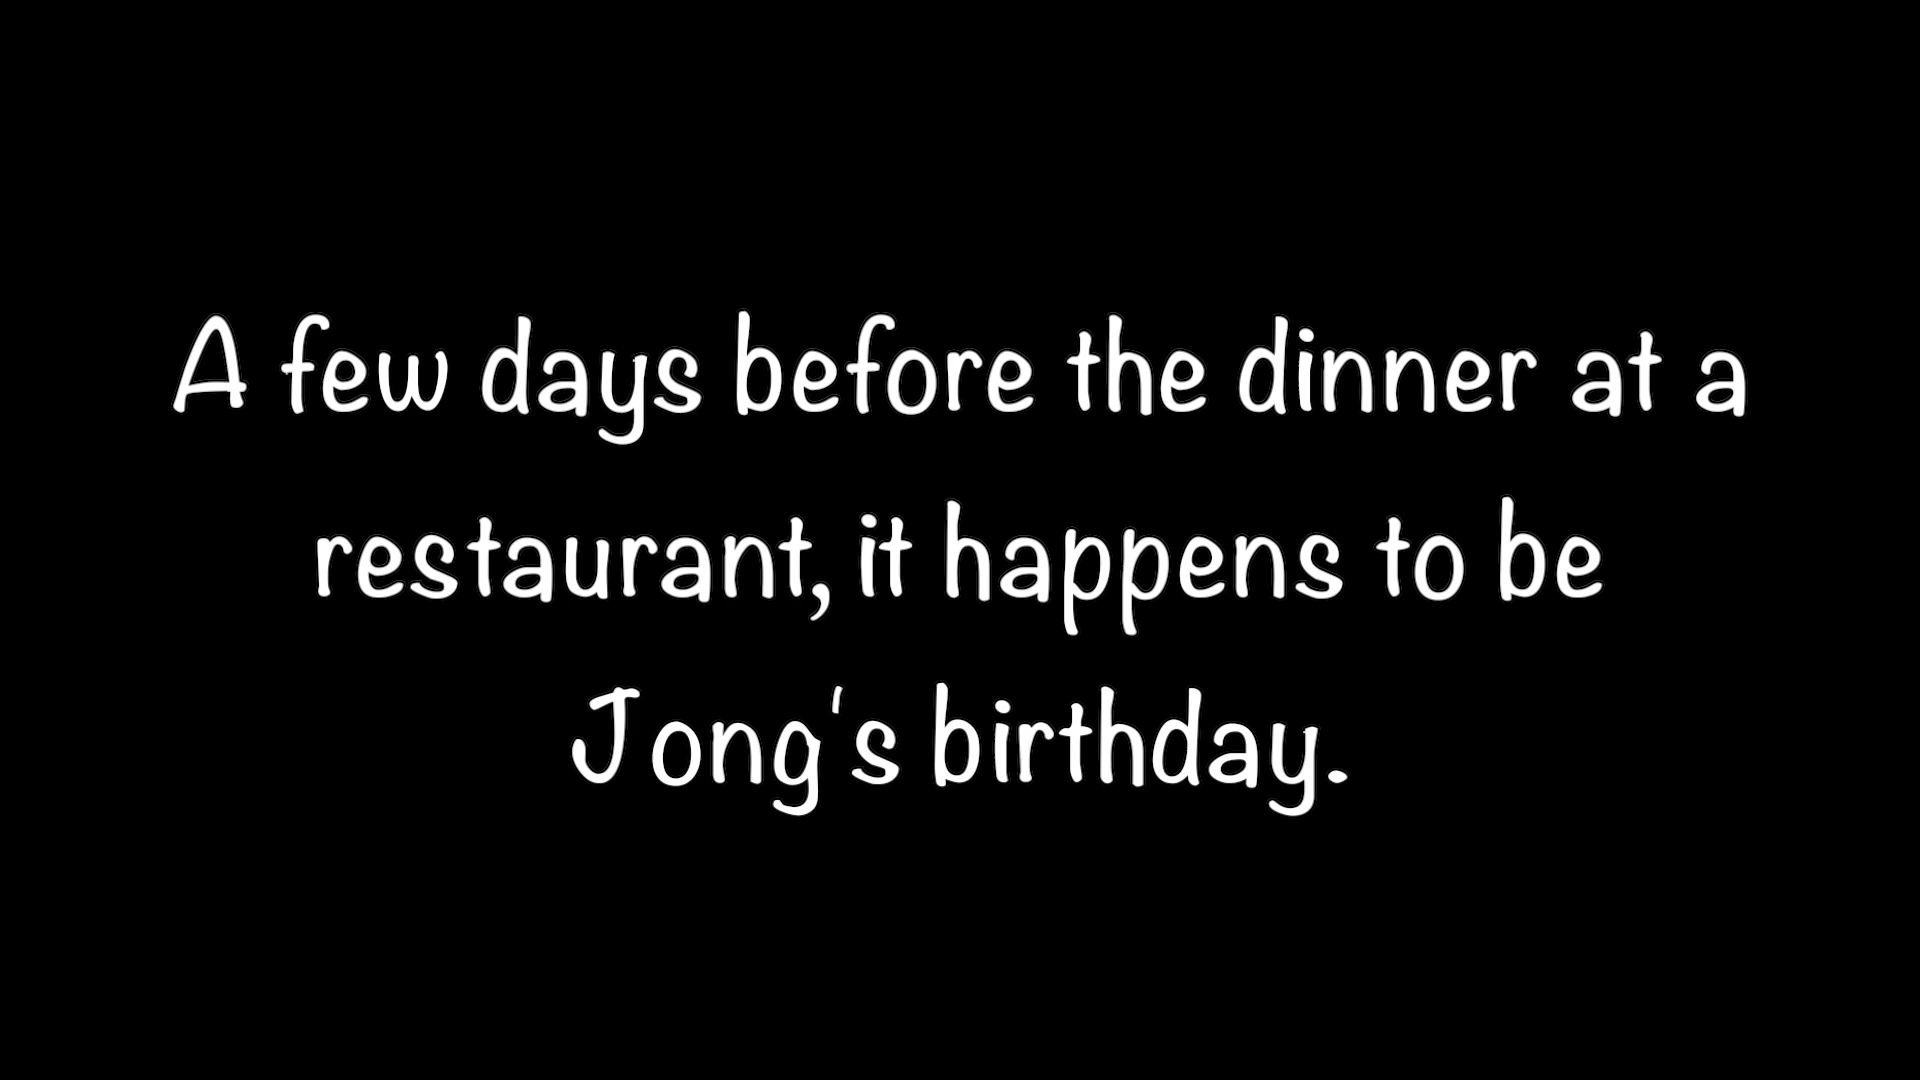 A few days before the dinner at a
restaurant, it happens to be
Jong's birthday.